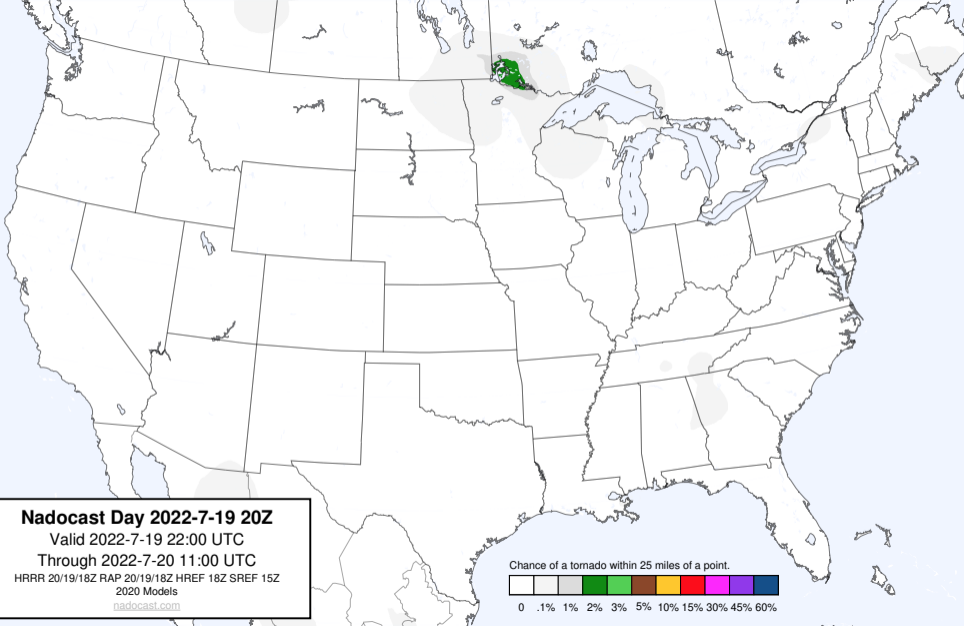 Nadocast Day 2022-7-19 20Z
Valid 2022-7-19 22:00 UTC
Through 2022-7-20 11:00 UTC
HRRR 20/19/18Z RAP 20/19/18Z HREF 18Z SREF 15Z
2020 Models
nadocast.com
Chance of a tornado within 25 miles of a point.
0 .1% 1% 2% 3% 5% 10% 15% 30% 45% 60%